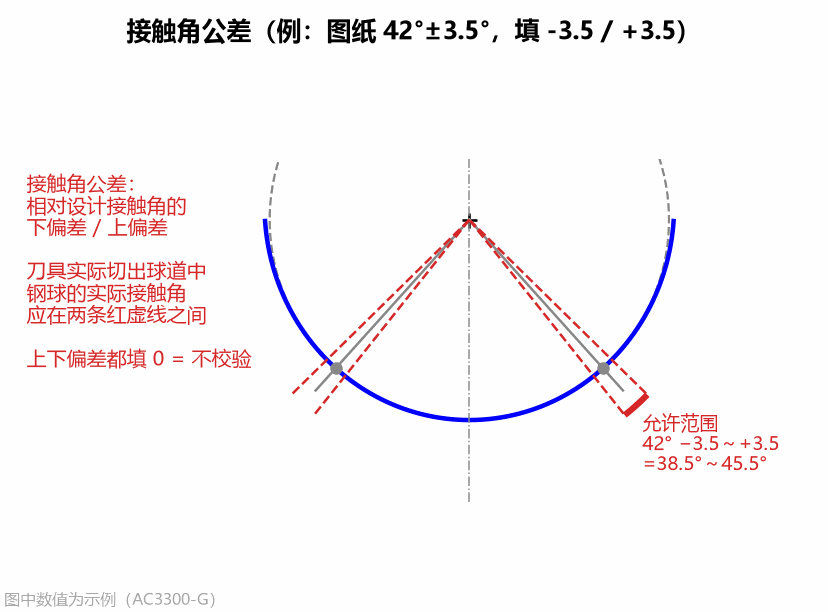 接触角公差（例：图纸 42°±3.5°，填 -3.5 / +3.5）
接触角公差：
相对设计接触角的
下偏差 / 上偏差
刀具实际切出球道中
钢球的实际接触角
应在两条红虚线之间
上下偏差都填 0 = 不校验
允许范围
42° −3.5～+3.5
=38.5°～45.5°
图中数值为示例（AC3300-G）